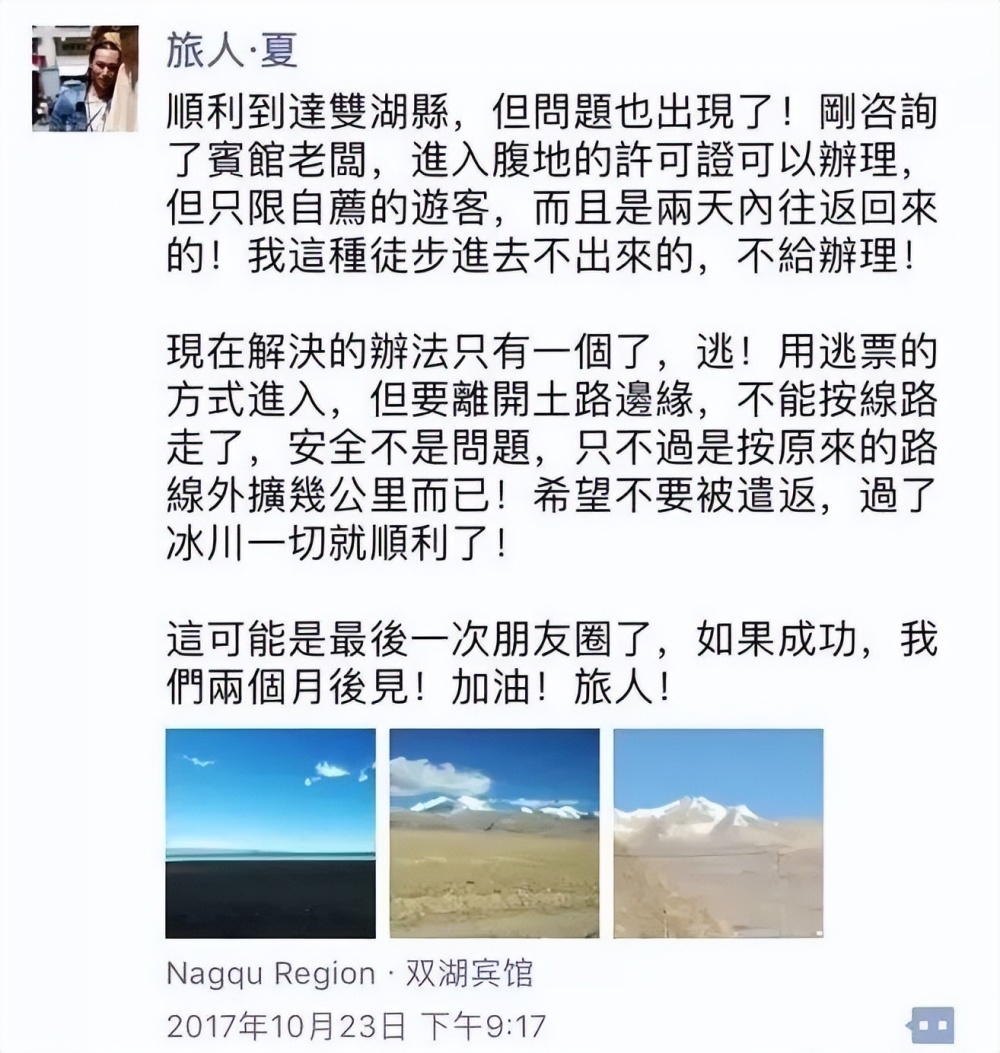 旅人·夏
順利到達雙湖縣，但問題也出現了！剛咨詢
了賓館老闆，進入腹地的許可證可以辦理，
但只限自薦的遊客，而且是兩天內往返回來
的！我這種徒步進去不出來的，不給辦理！
現在解決的辦法只有一個了，逃！用逃票的
方式進入，但要離開土路邊緣，不能按線路
走了，安全不是問題，只不過是按原來的路
線外擴幾公里而已！希望不要被遣返，過了
冰川一切就順利了！
這可能是最後一次朋友圈了，如果成功，我
們兩個月後見！加油！旅人！
Nagqu Region · 双湖宾馆
2017年10月23日 下午9:17